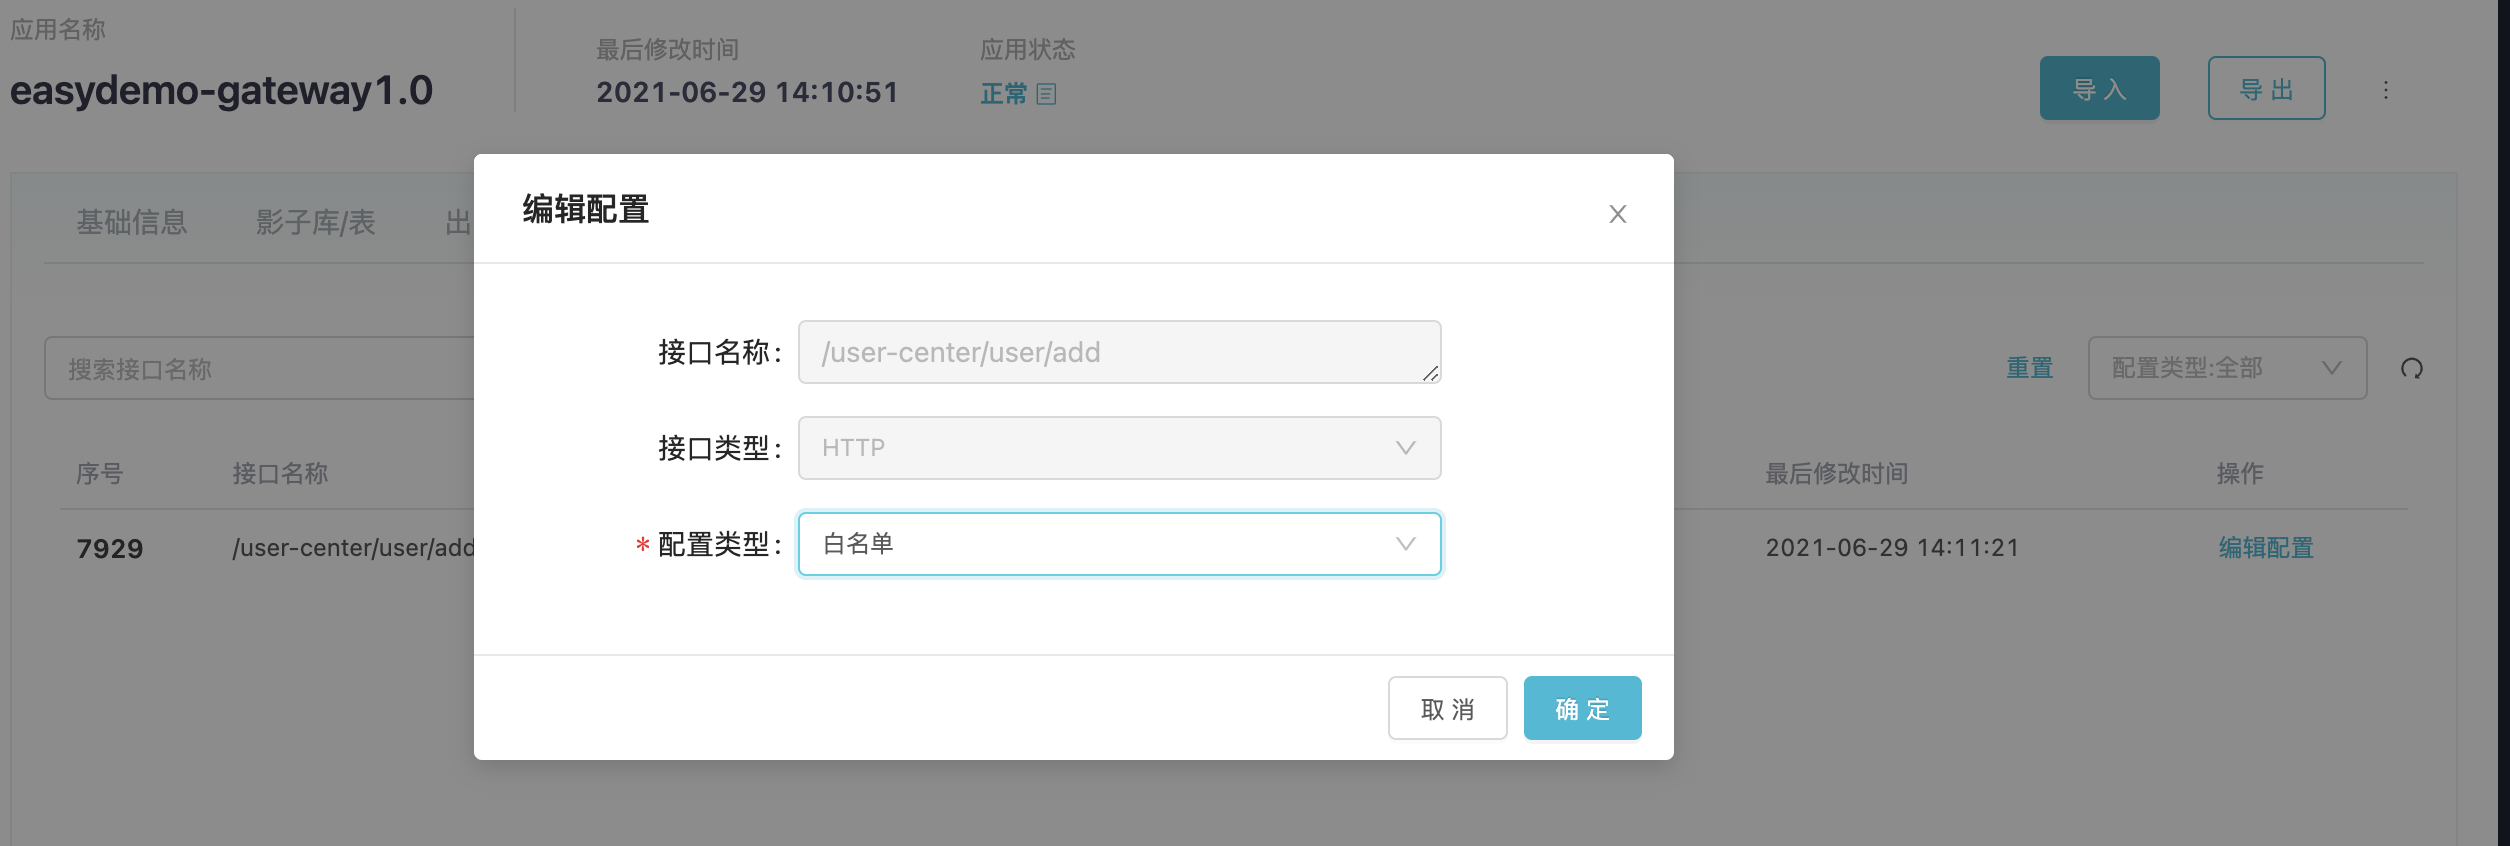 应用名称
easydemo-gateway1.0
最后修改时间
2021-06-29 14:10:51
应用状态
正常
导 入
导 出
基础信息
影子库/表
出
编辑配置
搜索接口名称
重置
配置类型:全部
接口名称:
/user-center/user/add
接口类型:
HTTP
* 配置类型:
白名单
序号
接口名称
最后修改时间
操作
7929
/user-center/user/add
2021-06-29 14:11:21
编辑配置
取 消
确 定